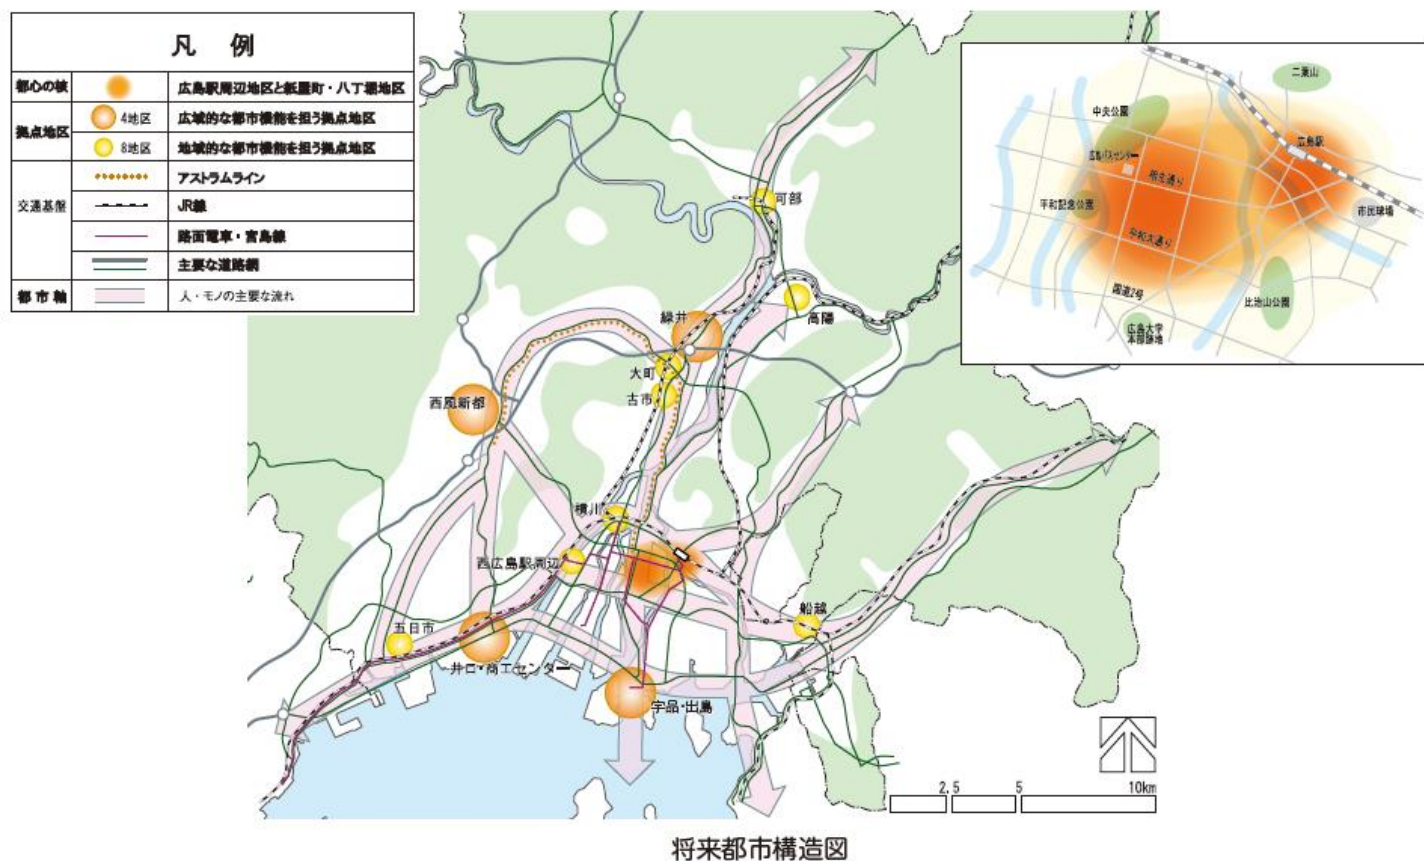 凡 例
都心の核
広島駅周辺地区と紙屋町・八丁堀地区
拠点地区
4地区
広域的な都市機能を担う拠点地区
8地区
地域的な都市機能を担う拠点地区
交通基盤
アストラムライン
JR線
路面電車・宮島線
主要な道路網
都市軸
人・モノの主要な流れ
二葉山
中央公園
広島駅
広島バスセンター
相生通り
平和記念公園
市民球場
平和大通り
国道2号
比治山公園
広島大学
本部跡地
可部
高陽
緑井
大町
古市
西風新都
横川
西広島駅周辺
船越
五日市
井口・商工センター
宇品・出島
2.5
5
10km
将来都市構造図